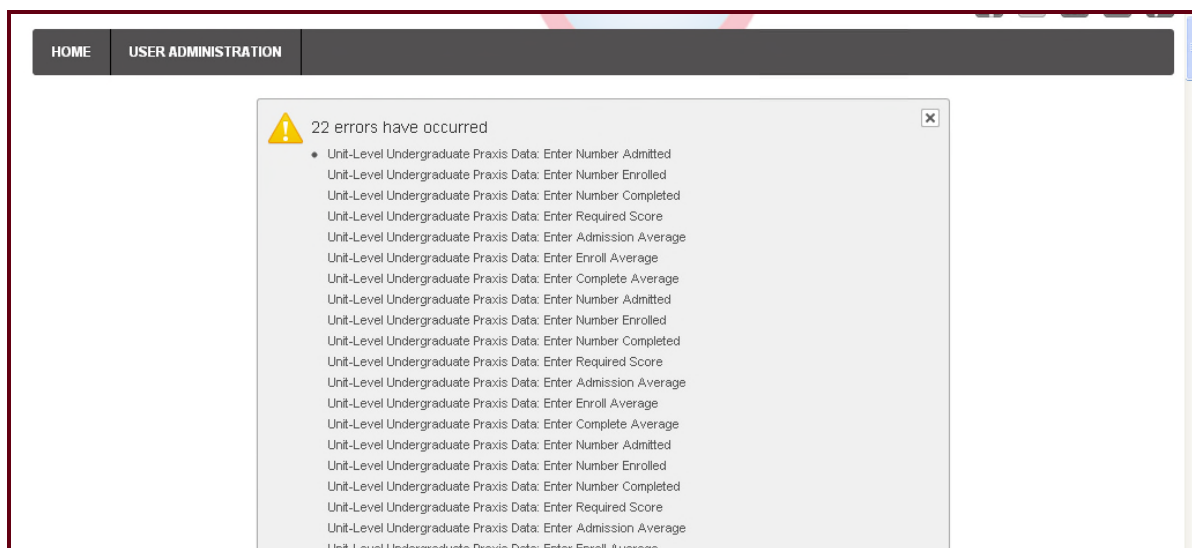 HOME USER ADMINISTRATION
22 errors have occurred
Unit-Level Undergraduate Praxis Data: Enter Number Admitted
Unit-Level Undergraduate Praxis Data: Enter Number Enrolled
Unit-Level Undergraduate Praxis Data: Enter Number Completed
Unit-Level Undergraduate Praxis Data: Enter Required Score
Unit-Level Undergraduate Praxis Data: Enter Admission Average
Unit-Level Undergraduate Praxis Data: Enter Enroll Average
Unit-Level Undergraduate Praxis Data: Enter Complete Average
Unit-Level Undergraduate Praxis Data: Enter Number Admitted
Unit-Level Undergraduate Praxis Data: Enter Number Enrolled
Unit-Level Undergraduate Praxis Data: Enter Number Completed
Unit-Level Undergraduate Praxis Data: Enter Required Score
Unit-Level Undergraduate Praxis Data: Enter Admission Average
Unit-Level Undergraduate Praxis Data: Enter Enroll Average
Unit-Level Undergraduate Praxis Data: Enter Complete Average
Unit-Level Undergraduate Praxis Data: Enter Number Admitted
Unit-Level Undergraduate Praxis Data: Enter Number Enrolled
Unit-Level Undergraduate Praxis Data: Enter Number Completed
Unit-Level Undergraduate Praxis Data: Enter Required Score
Unit-Level Undergraduate Praxis Data: Enter Admission Average
Unit-Level Undergraduate Praxis Data: Enter Enroll Average